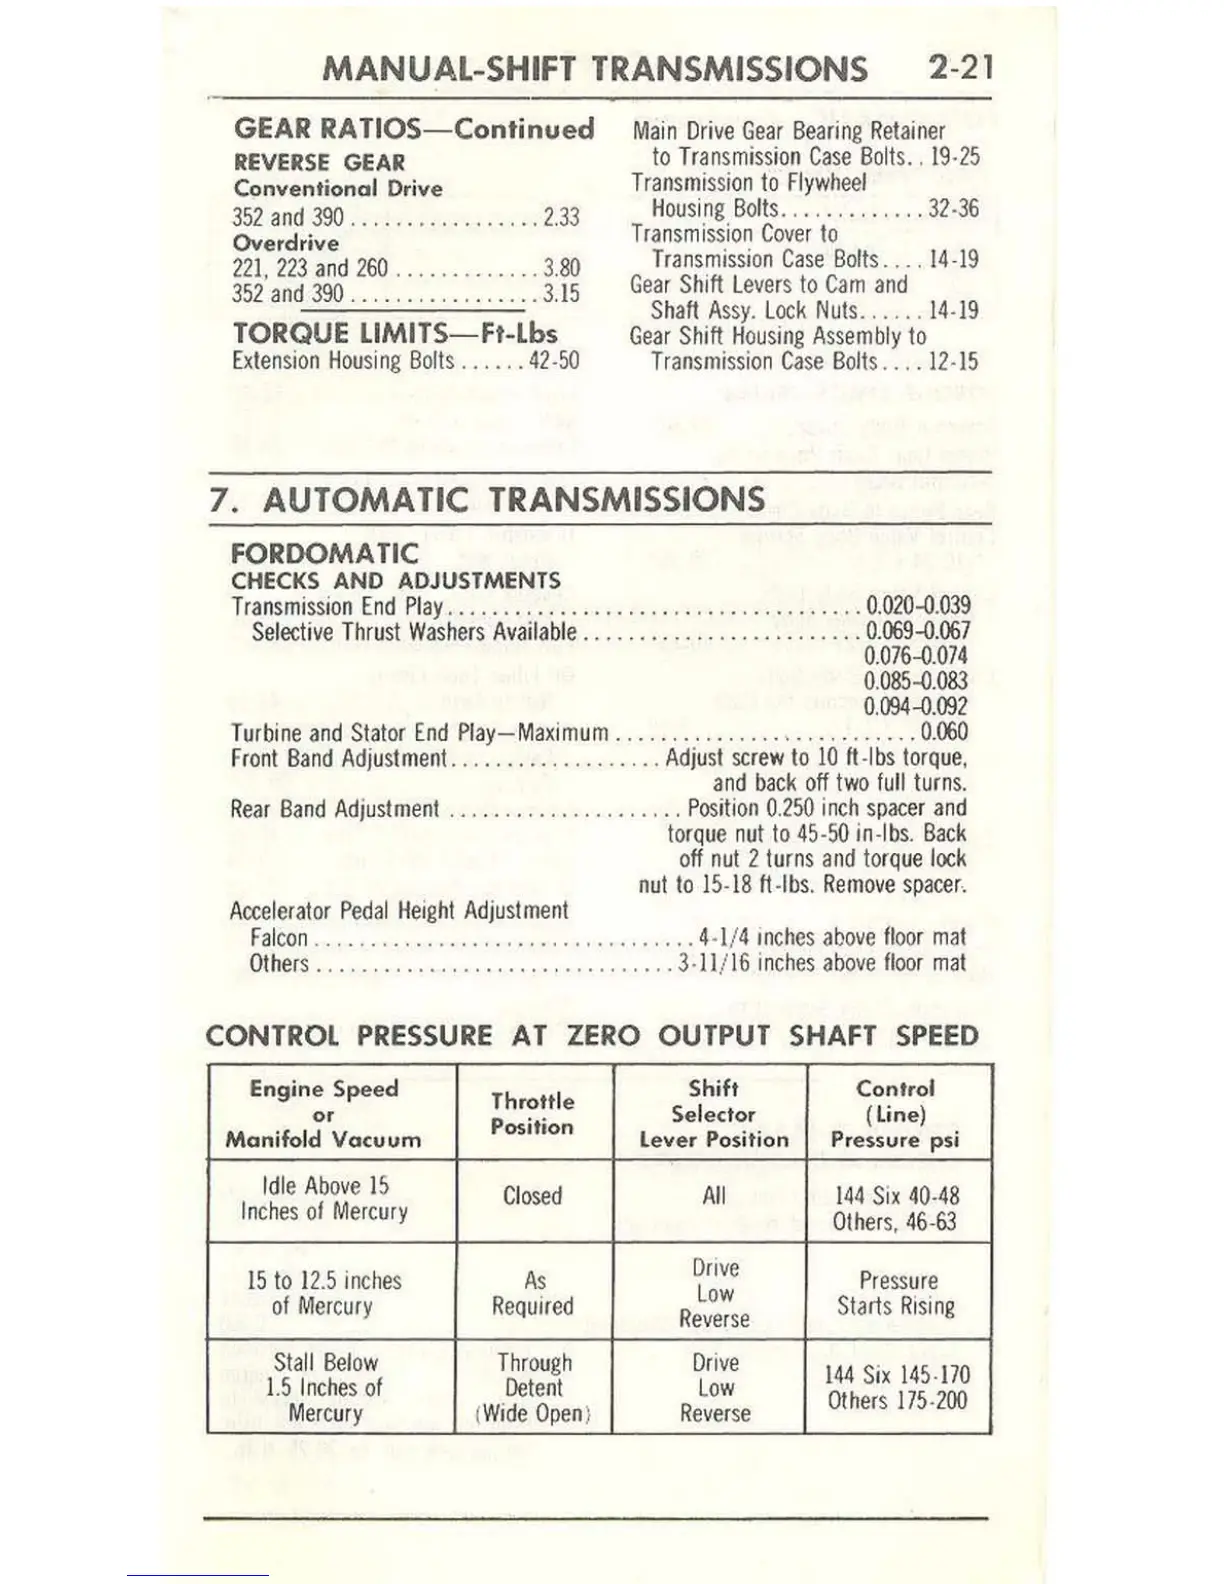 MANUAL-SHIFT TRANSMISSIONS 2-21
GEAR RATIOS—Continued
REVERSE GEAR
Conventional Drive
352 and 390 . . . . . . . . . . . . . . . . . 2.33
Overdrive
221, 223 and 260 . . . . . . . . . . . . . 3.80
352 and 390 . . . . . . . . . . . . . . . . . 3.15
TORQUE LIMITS—Ft-Lbs
Extension Housing Bolts . . . . . . 42-50
Main Drive Gear Bearing Retainer
to Transmission Case Bolts. . 19-25
Transmission to Flywheel
Housing Bolts. . . . . . . . . . . . . 32-36
Transmission Cover to
Transmission Case Bolts. . . . 14-19
Gear Shift Levers to Cam and
Shaft Assy. Lock Nuts. . . . . . 14-19
Gear Shift Housing Assembly to
Transmission Case Bolts. . . . 12-15
7. AUTOMATIC TRANSMISSIONS
FORDOMATIC
CHECKS AND ADJUSTMENTS
Transmission End Play. . . . . . . . . . . . . . . . . . . . . . . . . . . . . . . . . . . . . 0.020-0.039
Selective Thrust Washers Available . . . . . . . . . . . . . . . . . . . . . . . . . 0.069-0.067
0.076-0.074
0.085-0.083
0.094-0.092
Turbine and Stator End Play—Maximum . . . . . . . . . . . . . . . . . . . . . . . . . . . 0.060
Front Band Adjustment. . . . . . . . . . . . . . . . . . . Adjust screw to 10 ft-lbs torque,
and back off two full turns.
Rear Band Adjustment . . . . . . . . . . . . . . . . . . . . . Position 0.250 inch spacer and
torque nut to 45-50 in-lbs. Back
off nut 2 turns and torque lock
nut to 15-18 ft-lbs. Remove spacer.
Accelerator Pedal Height Adjustment
Falcon . . . . . . . . . . . . . . . . . . . . . . . . . . . . . . . . . . 4-1/4 inches above floor mat
Others . . . . . . . . . . . . . . . . . . . . . . . . . . . . . . . . 3-11/16 inches above floor mat
CONTROL PRESSURE AT ZERO OUTPUT SHAFT SPEED
Engine Speed
or
Manifold Vacuum
Throttle
Position
Shift
Selector
Lever Position
Control
(Line)
Pressure psi
Idle Above 15
Inches of Mercury
Closed
All
144 Six 40-48
Others, 46-63
15 to 12.5 inches
of Mercury
As
Required
Drive
Low
Reverse
Pressure
Starts Rising
Stall Below
1.5 Inches of
Mercury
Through
Detent
(Wide Open)
Drive
Low
Reverse
144 Six 145-170
Others 175-200